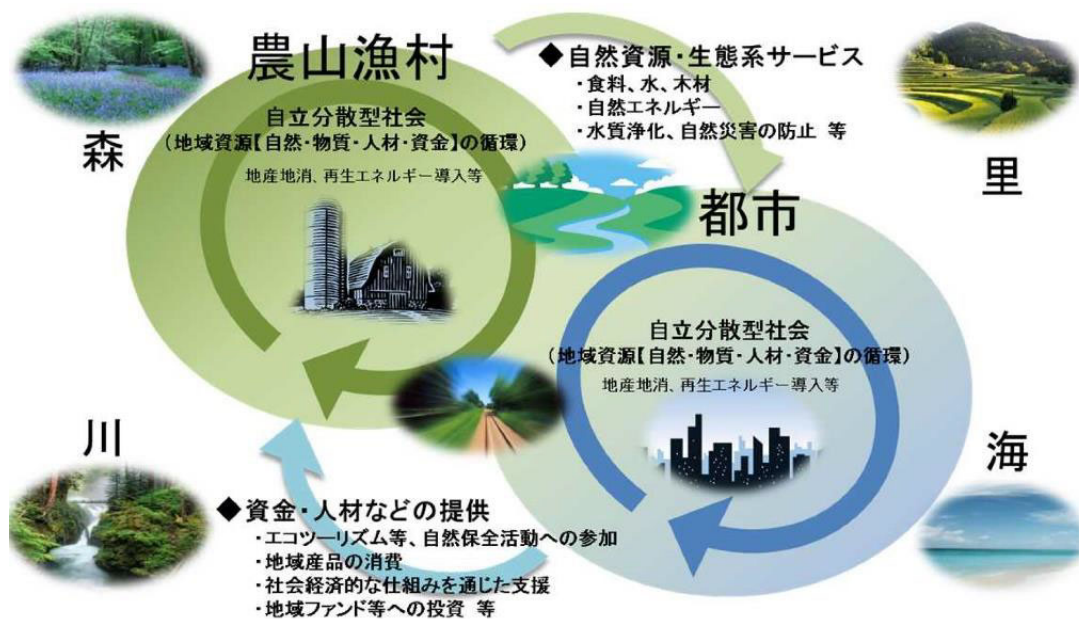 農山漁村
自立分散型社会
(地域資源【自然・物質・人材・資金】の循環)
地産地消、再生エネルギー導入等
◆自然資源・生態系サービス
・食料、水、木材
・自然エネルギー
・水質浄化、自然災害の防止 等
森
里
都市
自立分散型社会
(地域資源【自然・物質・人材・資金】の循環)
地産地消、再生エネルギー導入等
川
海
◆資金・人材などの提供
・エコツーリズム等、自然保全活動への参加
・地域産品の消費
・社会経済的な仕組みを通じた支援
・地域ファンド等への投資 等